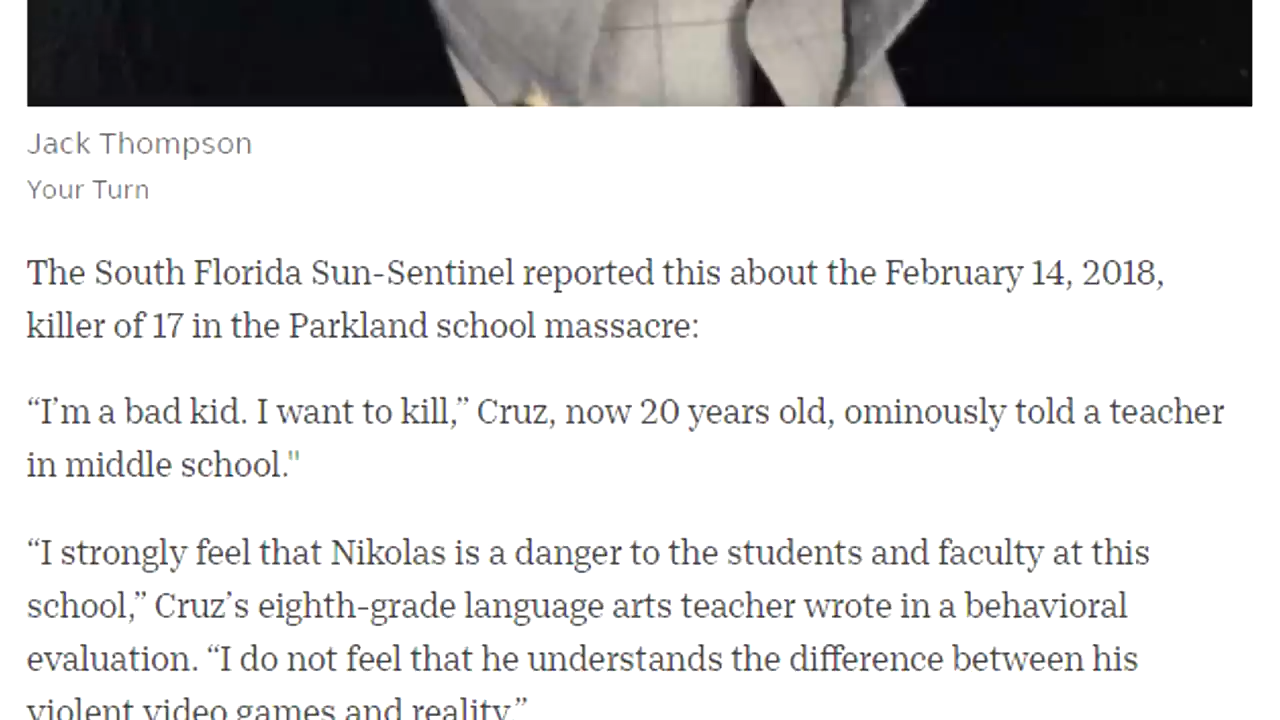 Jack Thompson
Your Turn
The South Florida Sun-Sentinel reported this about the February 14, 2018,
killer of 17 in the Parkland school massacre:
“I’m a bad kid. I want to kill,” Cruz, now 20 years old, ominously told a teacher
in middle school."
“I strongly feel that Nikolas is a danger to the students and faculty at this
school,” Cruz’s eighth-grade language arts teacher wrote in a behavioral
evaluation. “I do not feel that he understands the difference between his
violent video games and reality.”